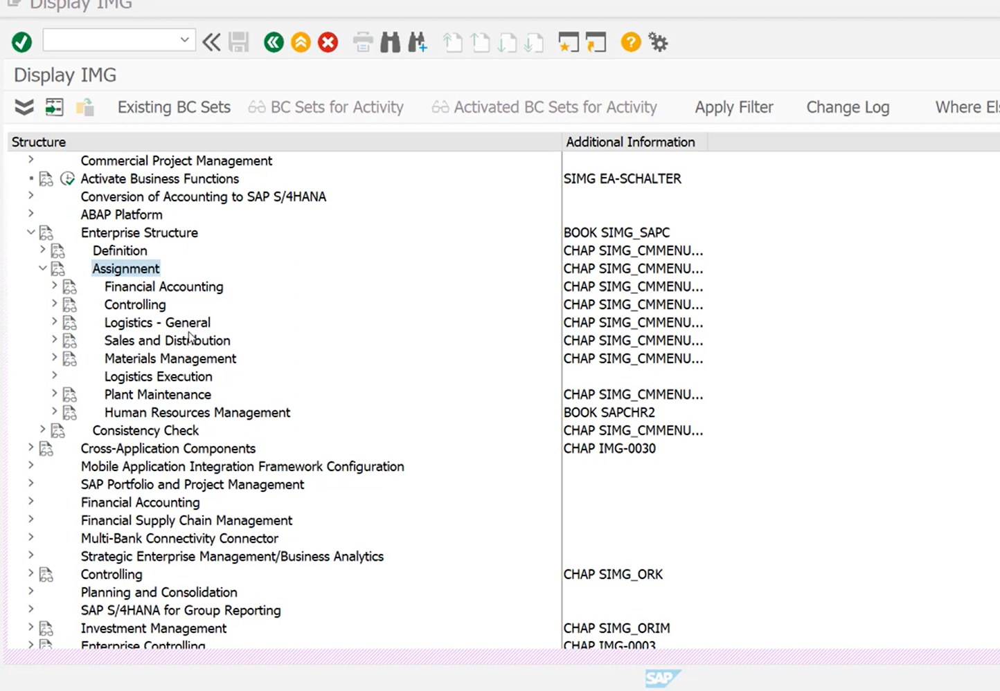 Display IMG
Display IMG
Existing BC Sets BC Sets for Activity Activated BC Sets for Activity Apply Filter Change Log Where Els
Structure Additional Information
Commercial Project Management
Activate Business Functions SIMG EA-SCHALTER
Conversion of Accounting to SAP S/4HANA
ABAP Platform
Enterprise Structure BOOK SIMG_SAPC
Definition CHAP SIMG_CMMENU...
Assignment CHAP SIMG_CMMENU...
Financial Accounting CHAP SIMG_CMMENU...
Controlling CHAP SIMG_CMMENU...
Logistics - General CHAP SIMG_CMMENU...
Sales and Distribution CHAP SIMG_CMMENU...
Materials Management CHAP SIMG_CMMENU...
Logistics Execution
Plant Maintenance CHAP SIMG_CMMENU...
Human Resources Management BOOK SAPCHR2
Consistency Check CHAP SIMG_CMMENU...
Cross-Application Components CHAP IMG-0030
Mobile Application Integration Framework Configuration
SAP Portfolio and Project Management
Financial Accounting
Financial Supply Chain Management
Multi-Bank Connectivity Connector
Strategic Enterprise Management/Business Analytics
Controlling CHAP SIMG_ORK
Planning and Consolidation
SAP S/4HANA for Group Reporting
Investment Management CHAP SIMG_ORIM
Enterprise Controlling CHAP IMG-0003
SAP